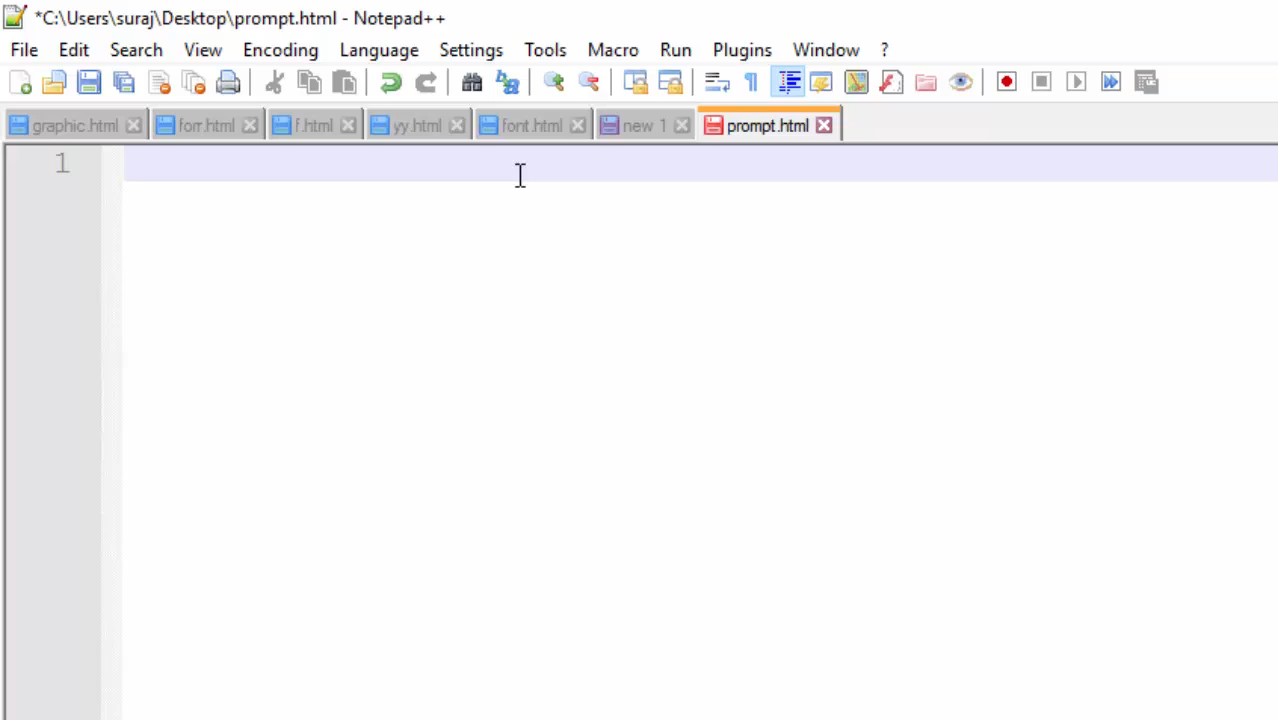 *C:\Users\suraj\Desktop\prompt.html - Notepad++
File Edit Search View Encoding Language Settings Tools Macro Run Plugins Window ?
graphic.html forr.html f.html yy.html font.html new 1 prompt.html
1